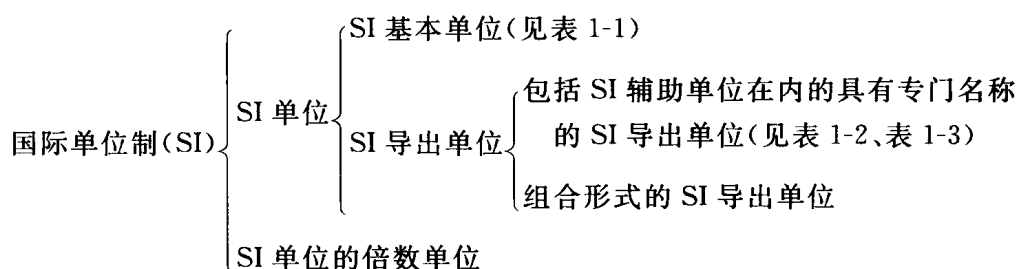 SI 基本单位(见表 1-1)
包括 SI 辅助单位在内的具有专门名称
SI 单位
国际单位制(SI)
SI 导出单位
的 SI 导出单位(见表 1-2、表 1-3)
组合形式的 SI 导出单位
SI 单位的倍数单位